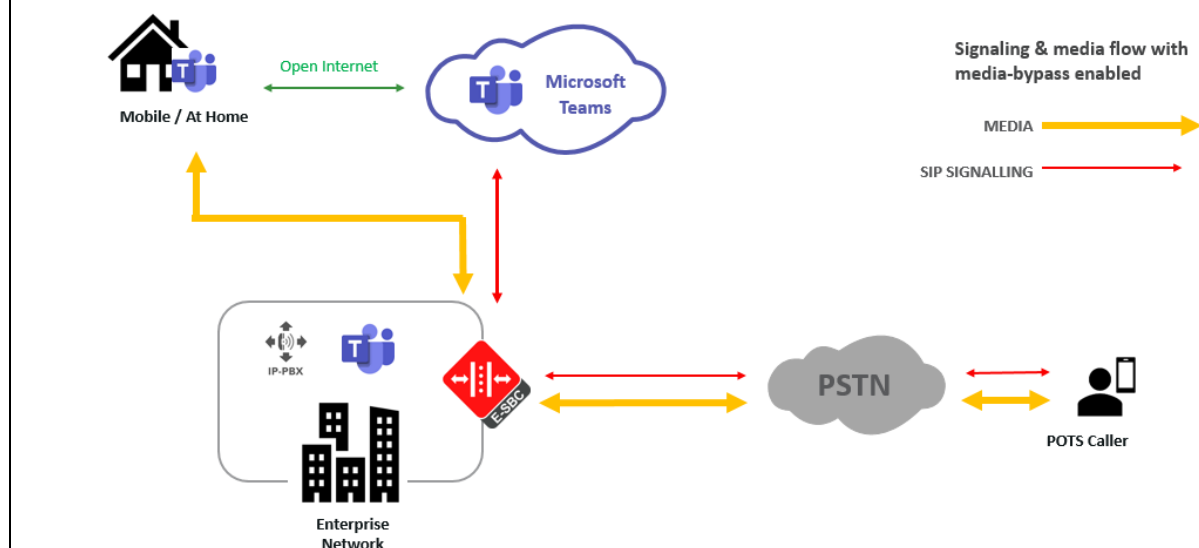 Open Internet
Mobile / At Home
T
T
Microsoft
Teams
Signaling & media flow with
media-bypass enabled
MEDIA
SIP SIGNALLING
IP-PBX
T
E-SBC
PSTN
POTS Caller
Enterprise
Network